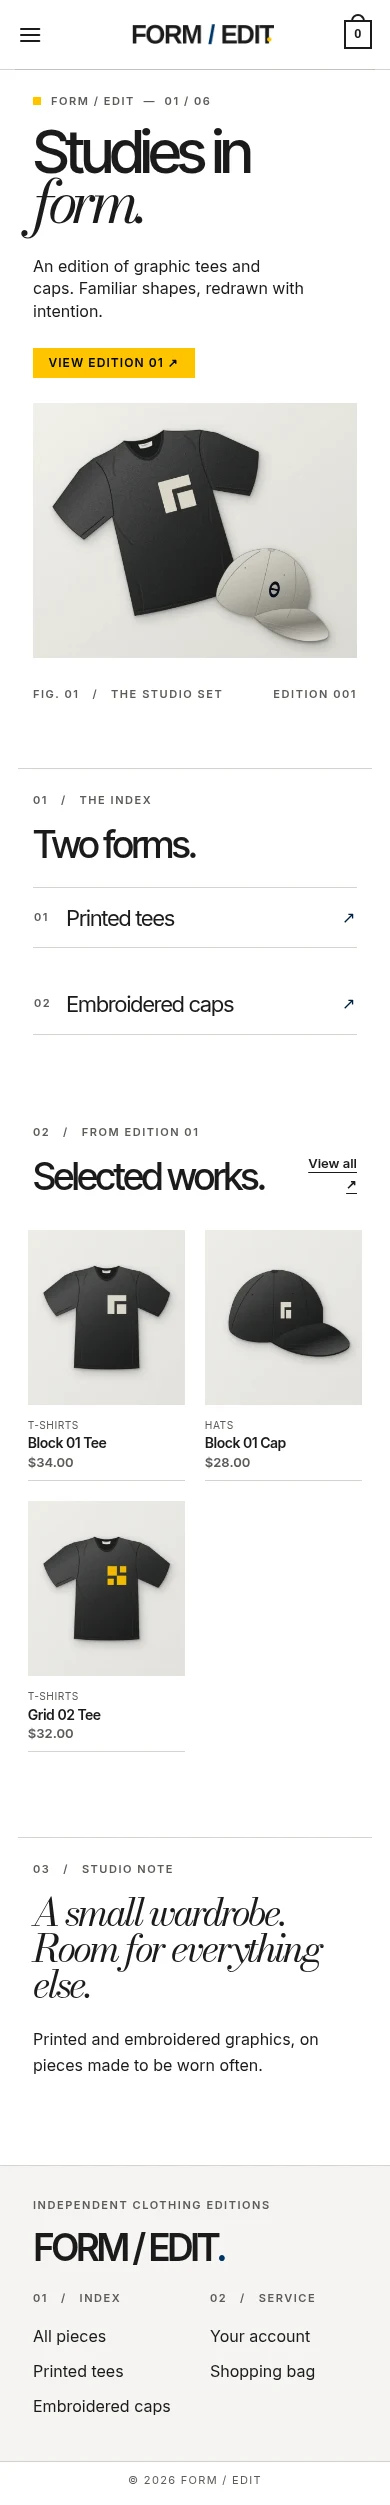 FORM / EDIT.
0
FORM / EDIT — 01 / 06
Studies in
form.
An edition of graphic tees and
caps. Familiar shapes, redrawn with
intention.
VIEW EDITION 01 ↗
FIG. 01 / THE STUDIO SET
EDITION 001
01 / THE INDEX
Two forms.
01 Printed tees ↗
02 Embroidered caps ↗
02 / FROM EDITION 01
Selected works.
View all
↗
T-SHIRTS
Block 01 Tee
$34.00
HATS
Block 01 Cap
$28.00
T-SHIRTS
Grid 02 Tee
$32.00
03 / STUDIO NOTE
A small wardrobe.
Room for everything
else.
Printed and embroidered graphics, on
pieces made to be worn often.
INDEPENDENT CLOTHING EDITIONS
FORM / EDIT.
01 / INDEX
All pieces
Printed tees
Embroidered caps
02 / SERVICE
Your account
Shopping bag
© 2026 FORM / EDIT